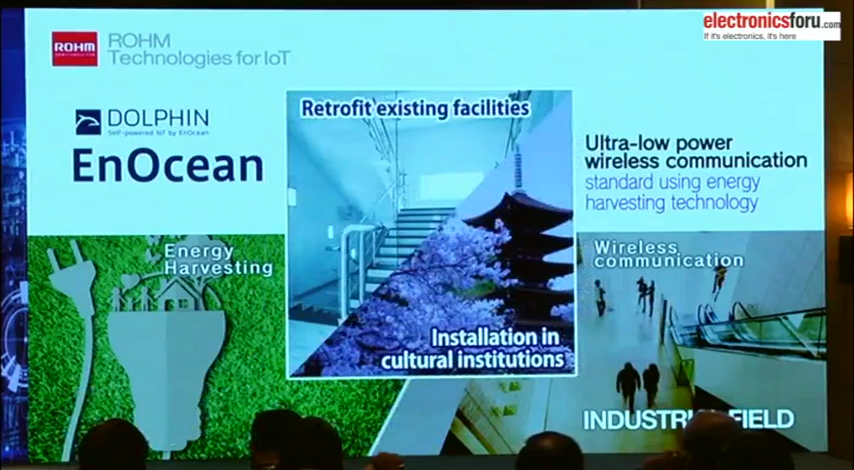 electronicsforu.com
If it's electronics, it's here
ROHM
SEMICONDUCTOR
ROHM
Technologies for IoT
DOLPHIN
Self-powered IoT by EnOcean
EnOcean
Retrofit existing facilities
Ultra-low power
wireless communication
standard using energy
harvesting technology
Energy
Harvesting
Wireless
communication
Installation in
cultural institutions
FIELD